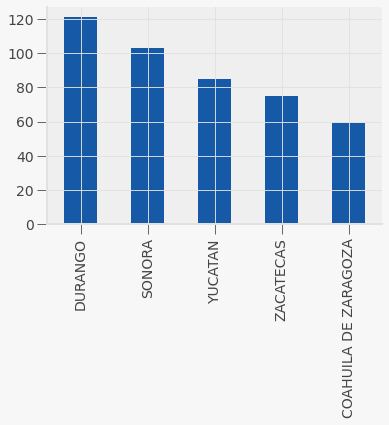 120
100
80
60
40
20
0
DURANGO
SONORA
YUCATAN
ZACATECAS
COAHUILA DE ZARAGOZA